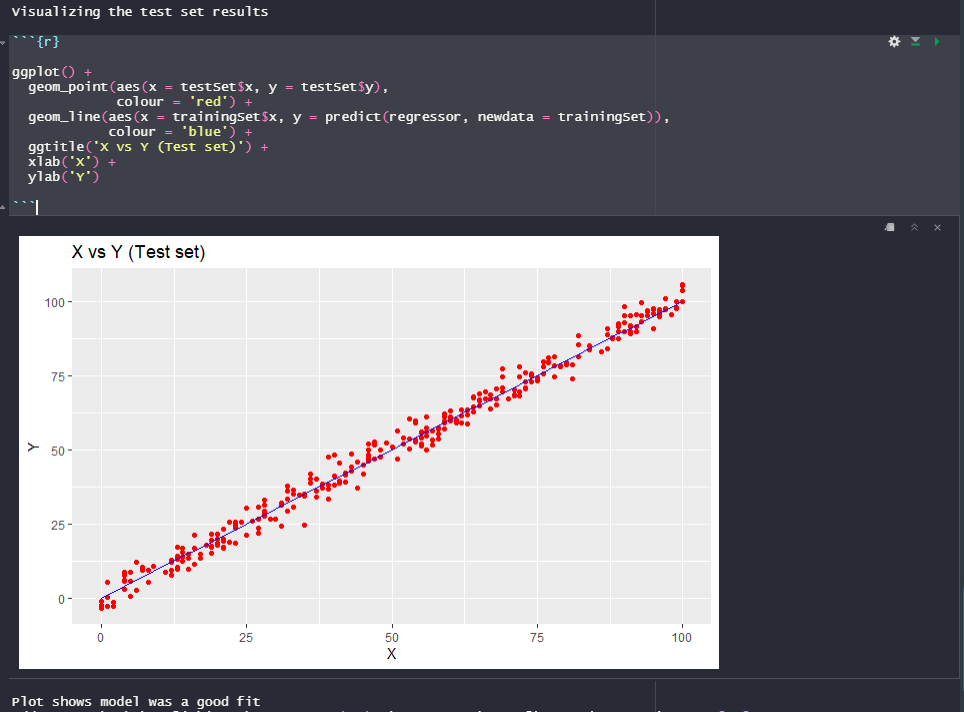 Visualizing the test set results
```{r}
ggplot() +
geom_point(aes(x = testSet$x, y = testSet$y),
colour = 'red') +
geom_line(aes(x = trainingSet$x, y = predict(regressor, newdata = trainingSet)),
colour = 'blue') +
ggtitle('X vs Y (Test set)') +
xlab('X') +
ylab('Y')
```
X vs Y (Test set)
100
75
50
25
0
Y
0 25 50 75 100
X
Plot shows model was a good fit